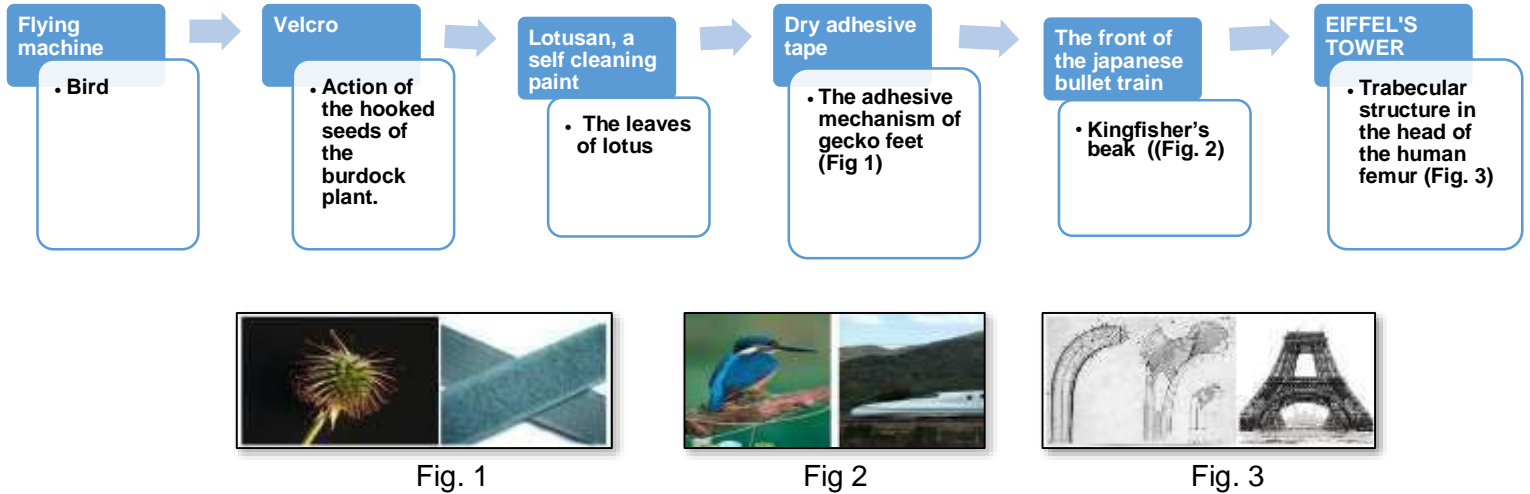 Flying
machine
• Bird
Velcro
• Action of
the hooked
seeds of
the
burdock
plant.
Lotusan, a
self cleaning
paint
• The leaves
of lotus
Dry adhesive
tape
• The adhesive
mechanism of
gecko feet
(Fig 1)
The front of
the japanese
bullet train
• Kingfisher’s
beak ((Fig. 2)
EIFFEL'S
TOWER
• Trabecular
structure in
the head of
the human
femur (Fig. 3)
Fig. 1
Fig 2
Fig. 3